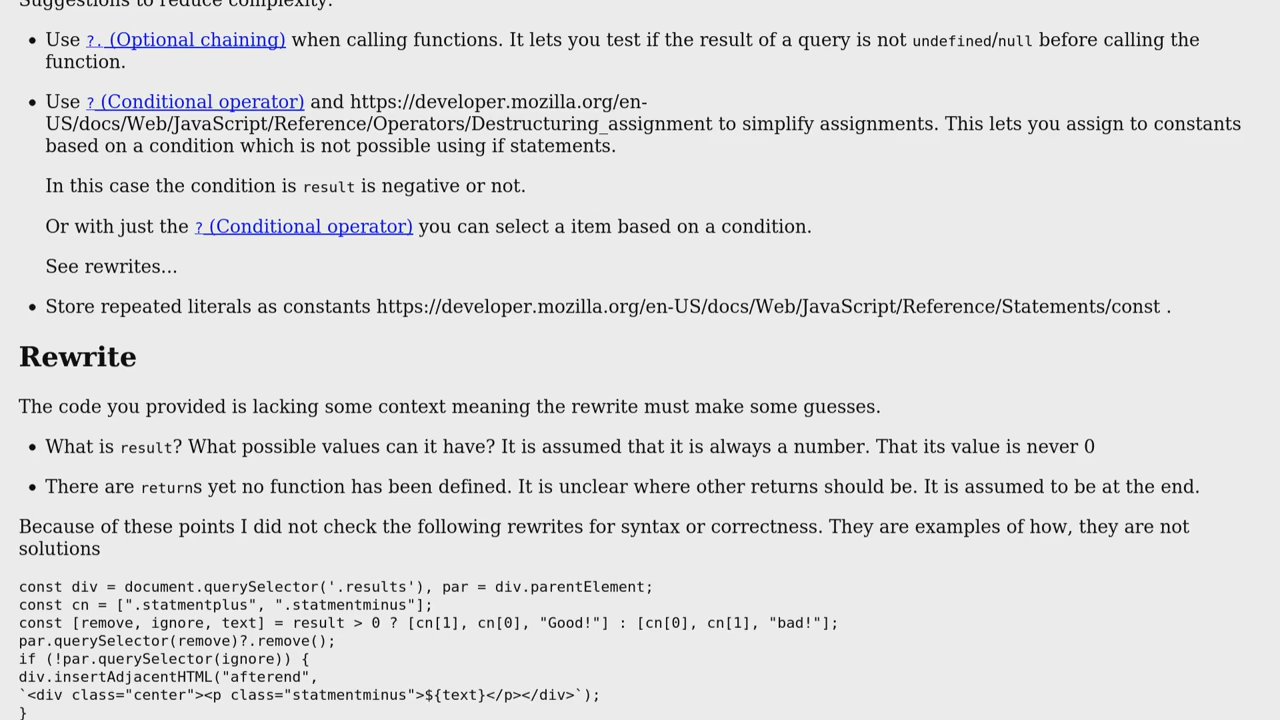 Suggestions to reduce complexity.
Use ?. (Optional chaining) when calling functions. It lets you test if the result of a query is not undefined/null before calling the
function.
Use ? (Conditional operator) and https://developer.mozilla.org/en-
US/docs/Web/JavaScript/Reference/Operators/Destructuring_assignment to simplify assignments. This lets you assign to constants
based on a condition which is not possible using if statements.
In this case the condition is result is negative or not.
Or with just the ? (Conditional operator) you can select a item based on a condition.
See rewrites...
Store repeated literals as constants https://developer.mozilla.org/en-US/docs/Web/JavaScript/Reference/Statements/const .
Rewrite
The code you provided is lacking some context meaning the rewrite must make some guesses.
What is result? What possible values can it have? It is assumed that it is always a number. That its value is never 0
There are returns yet no function has been defined. It is unclear where other returns should be. It is assumed to be at the end.
Because of these points I did not check the following rewrites for syntax or correctness. They are examples of how, they are not
solutions
const div = document.querySelector('.results'), par = div.parentElement;
const cn = [".statmentplus", ".statmentminus"];
const [remove, ignore, text] = result > 0 ? [cn[1], cn[0], "Good!"] : [cn[0], cn[1], "bad!"];
par.querySelector(remove)?.remove();
if (!par.querySelector(ignore)) {
div.insertAdjacentHTML("afterend",
`<div class="center"><p class="statmentminus">${text}</p></div>`);
}